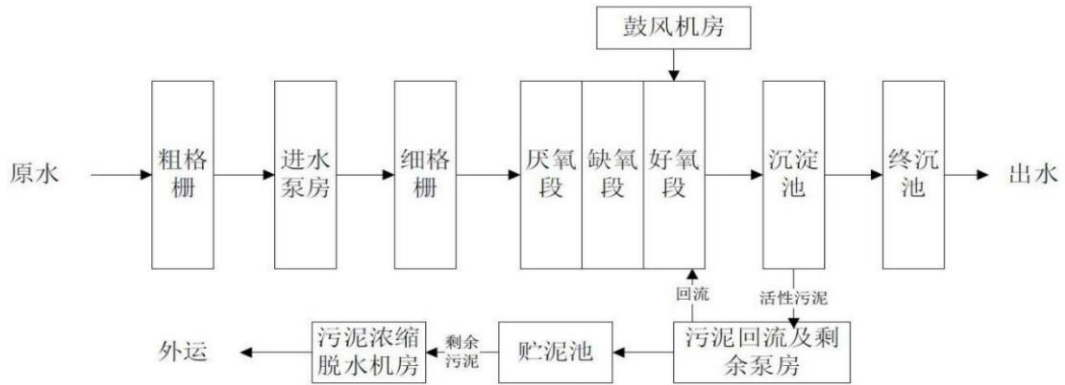 鼓风机房
原水
粗格
栅
进水
泵房
细格
栅
厌氧
段
缺氧
段
好氧
段
沉淀
池
终沉
池
出水
回流
活性污泥
外运
污泥浓缩
脱水机房
剩余
污泥
贮泥池
污泥回流及剩
余泵房